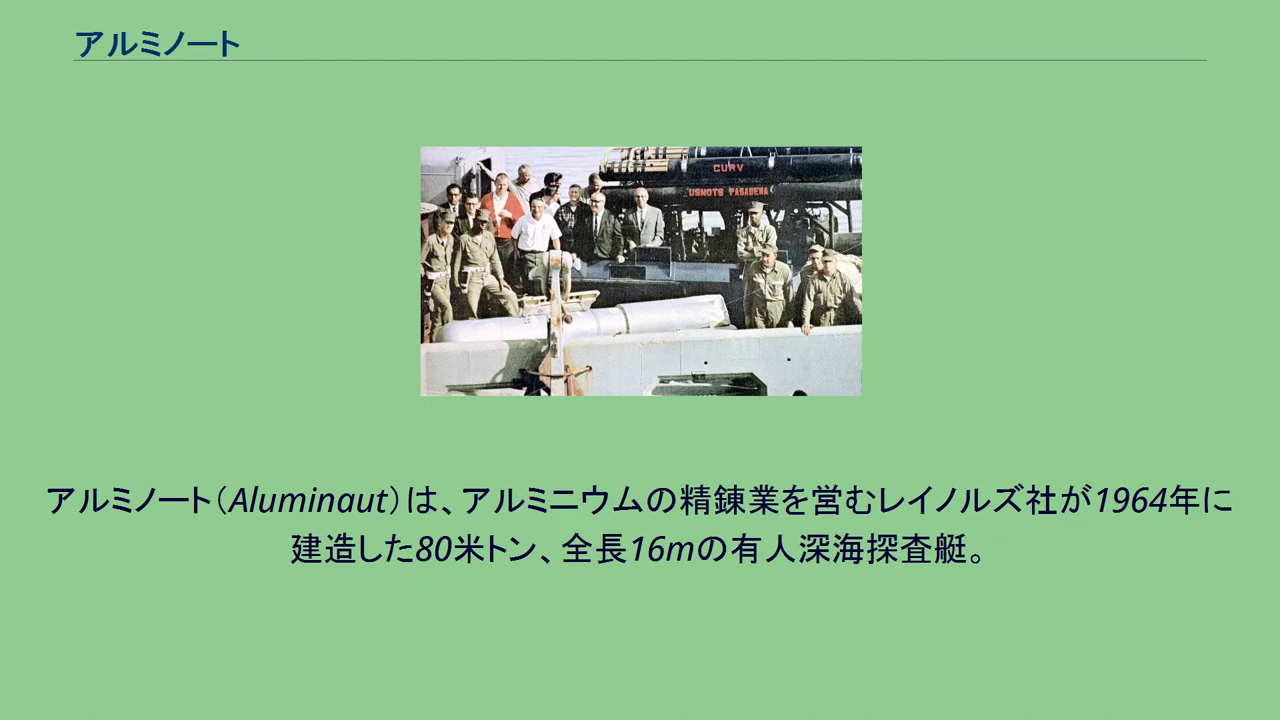 アルミノート
CURV
USNOTS PASADENA
アルミノート（Aluminaut）は、アルミニウムの精錬業を営むレイノルズ社が1964年に
建造した80米トン、全長16mの有人深海探査艇。